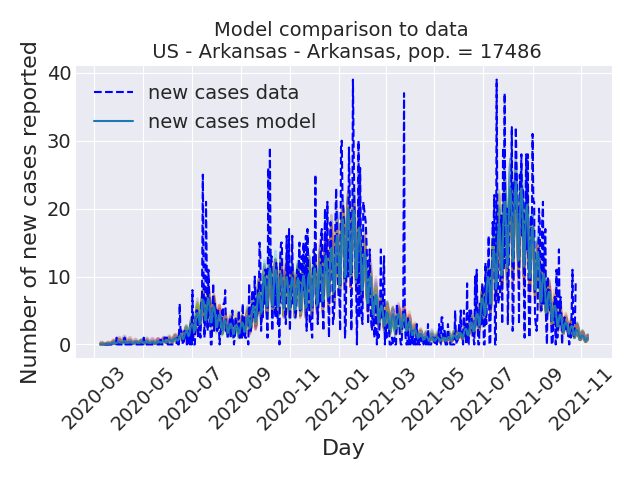 Model comparison to data
US - Arkansas - Arkansas, pop. = 17486
Number of new cases reported
40
30
20
10
0
new cases data
new cases model
2020-03
2020-05
2020-07
2020-09
2020-11
2021-01
2021-03
2021-05
2021-07
2021-09
2021-11
Day